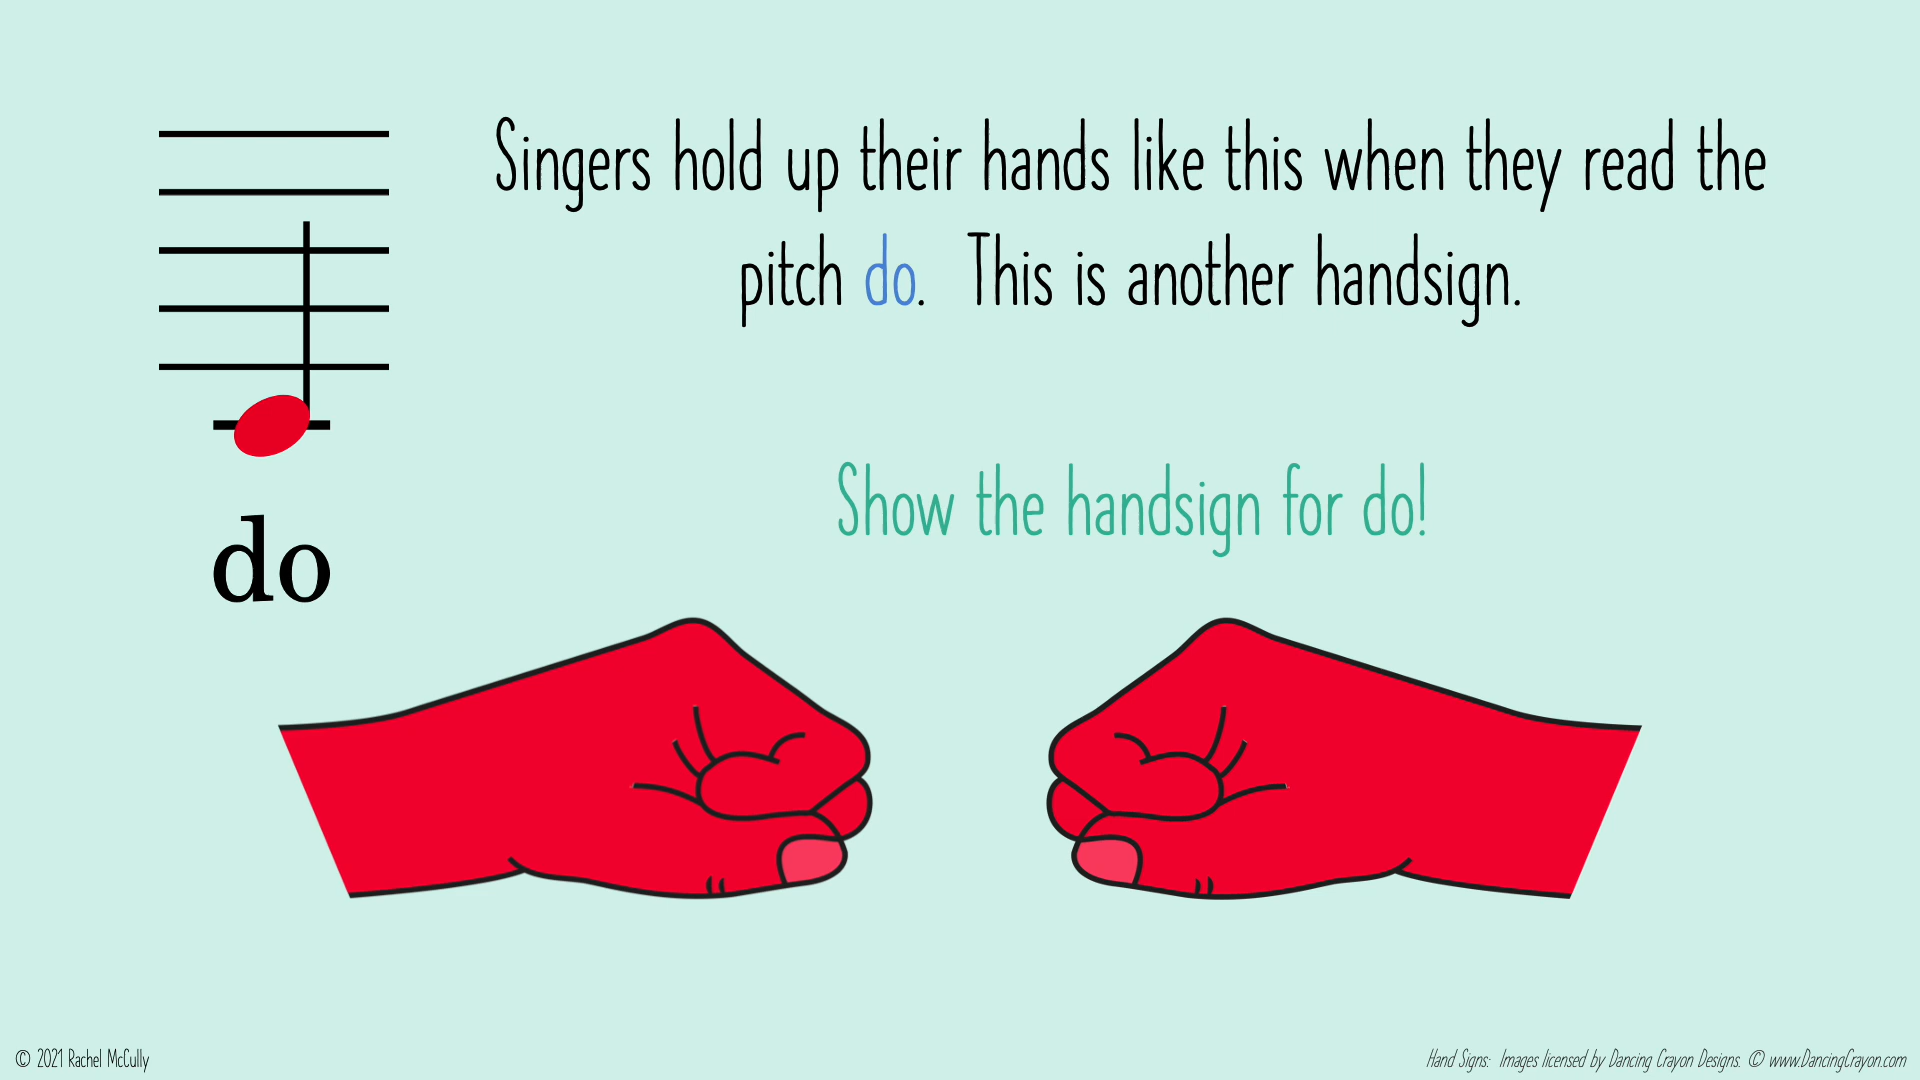 Singers hold up their hands like this when they read the
pitch do. This is another handsign.
Show the handsign for do!
do
© 2021 Rachel McCully
Hand Signs: Images licensed by Dancing Crayon Designs. © www.DancingCrayon.com